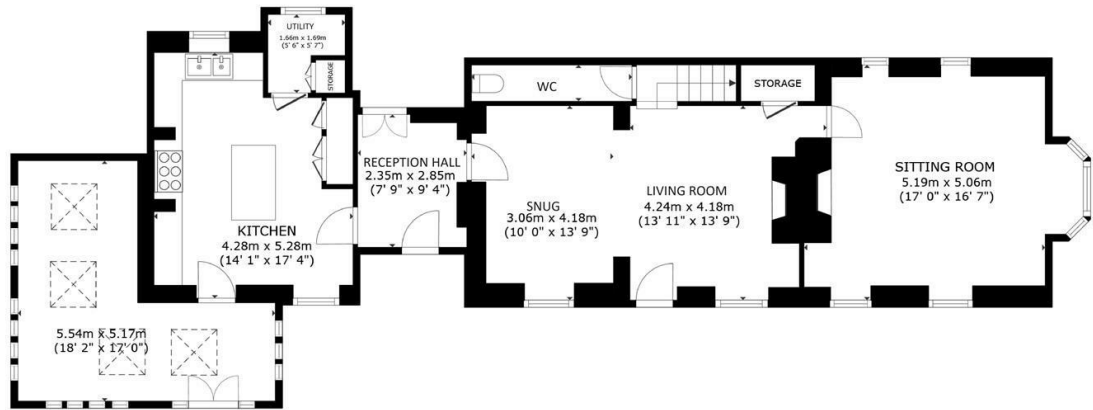 UTILITY
1.66m x 1.69m
(5' 6" x 5' 7")
STORAGE
WC
STORAGE
RECEPTION HALL
2.35m x 2.85m
(7' 9" x 9' 4")
SITTING ROOM
5.19m x 5.06m
(17' 0" x 16' 7")
LIVING ROOM
4.24m x 4.18m
(13' 11" x 13' 9")
SNUG
3.06m x 4.18m
(10' 0" x 13' 9")
KITCHEN
4.28m x 5.28m
(14' 1" x 17' 4")
5.54m x 5.17m
(18' 2" x 17' 0")